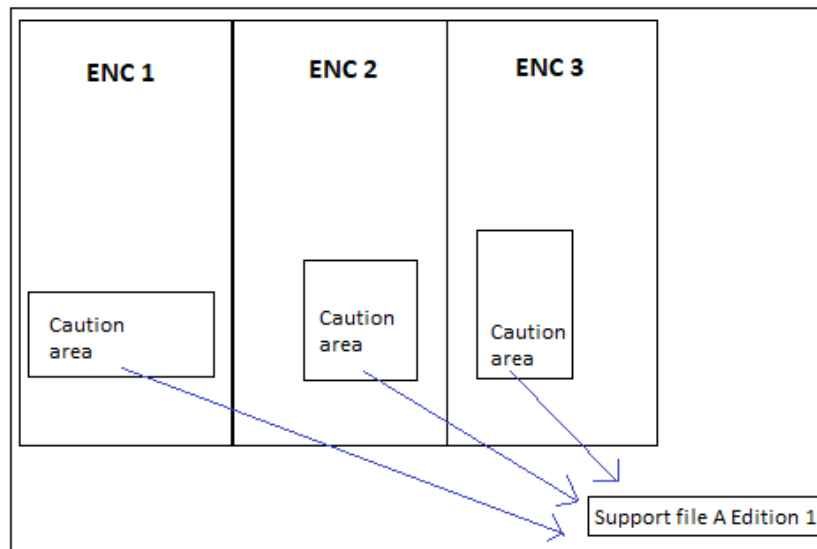 ENC 1
ENC 2
ENC 3
Caution
area
Caution
area
Caution
area
Support file A Edition 1